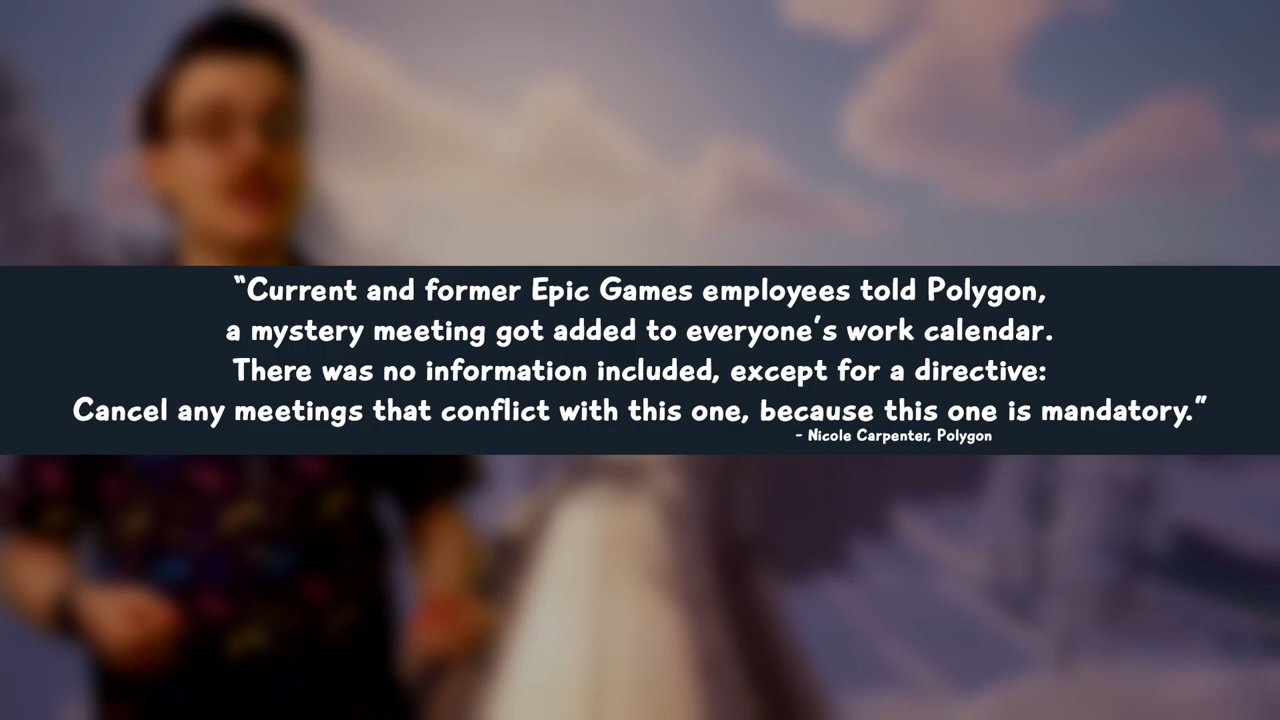 “Current and former Epic Games employees told Polygon,
a mystery meeting got added to everyone’s work calendar.
There was no information included, except for a directive:
Cancel any meetings that conflict with this one, because this one is mandatory.”
- Nicole Carpenter, Polygon